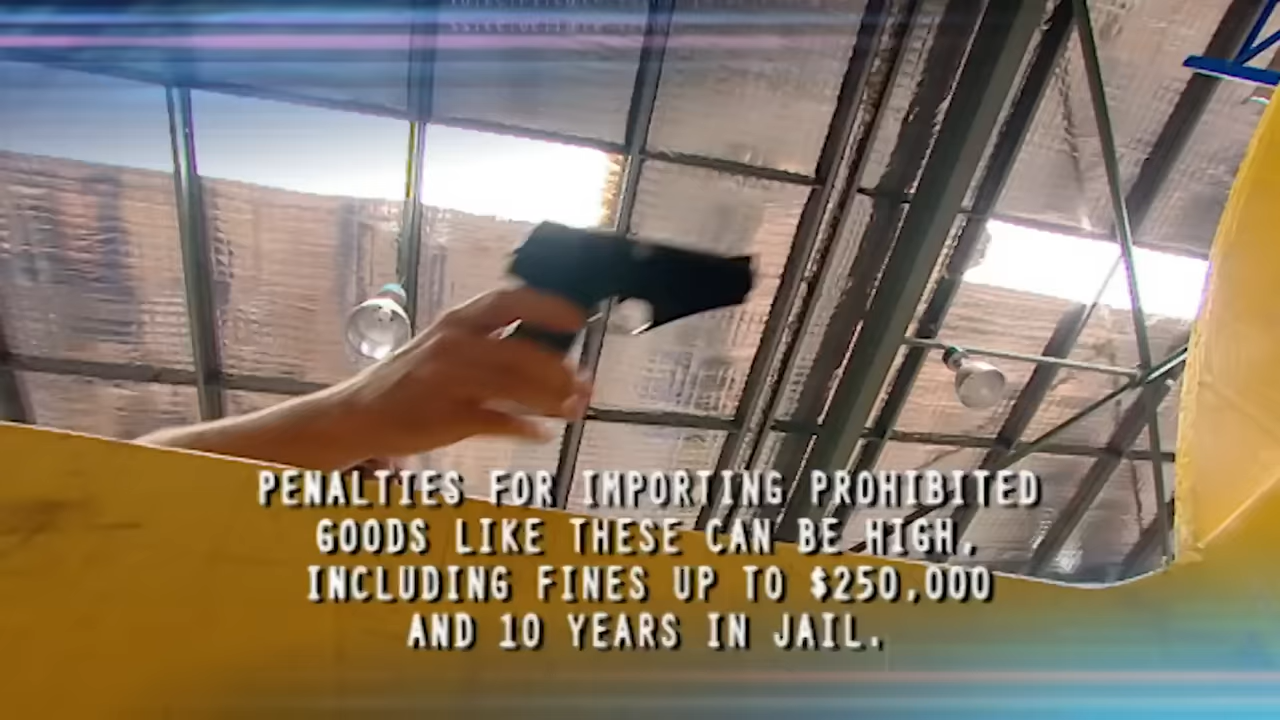 PENALTIES FOR IMPORTING PROHIBITED
GOODS LIKE THESE CAN BE HIGH,
INCLUDING FINES UP TO $250,000
AND 10 YEARS IN JAIL.